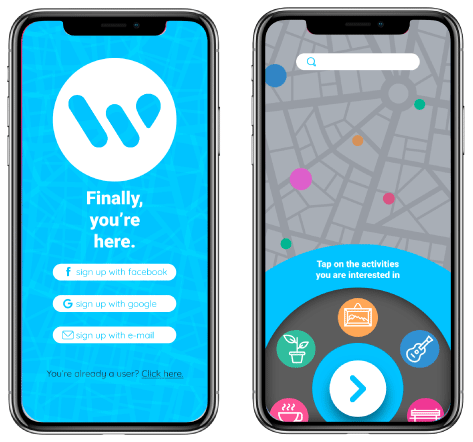 Finally,
you're
here.
sign up with facebook
sign up with google
sign up with e-mail
You're already a user? Click here.
Tap on the activities
you are interested in